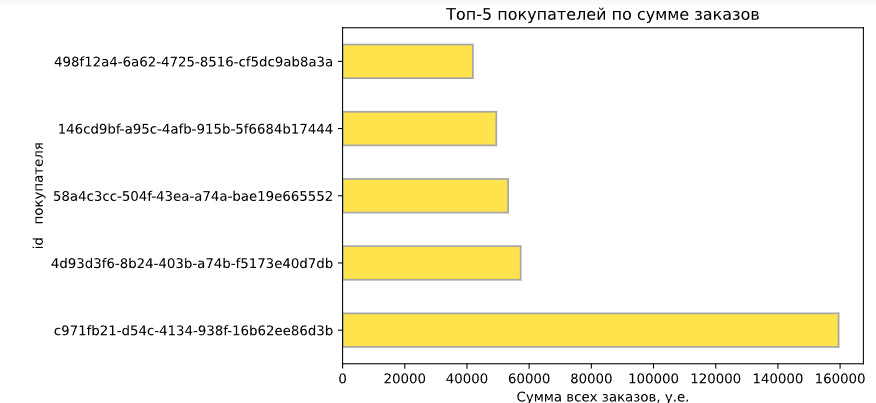 Топ-5 покупателей по сумме заказов
498f12a4-6a62-4725-8516-cf5dc9ab8a3a
146cd9bf-a95c-4afb-915b-5f6684b17444
58a4c3cc-504f-43ea-a74a-bae19e665552
4d93d3f6-8b24-403b-a74b-f5173e40d7db
c971fb21-d54c-4134-938f-16b62ee86d3b
id покупателя
0 20000 40000 60000 80000 100000 120000 140000 160000
Сумма всех заказов, у.е.